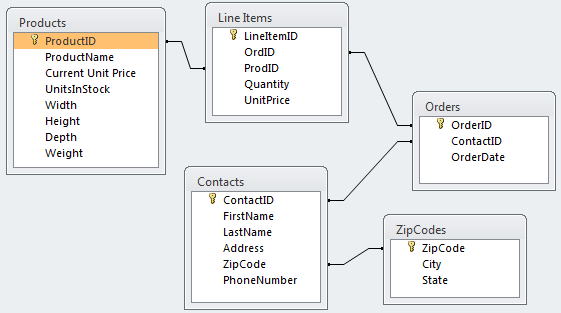 Products
ProductID
ProductName
Current Unit Price
UnitsInStock
Width
Height
Depth
Weight
Line Items
LineItemID
OrdID
ProdID
Quantity
UnitPrice
Orders
OrderID
ContactID
OrderDate
Contacts
ContactID
FirstName
LastName
Address
ZipCode
PhoneNumber
ZipCodes
ZipCode
City
State